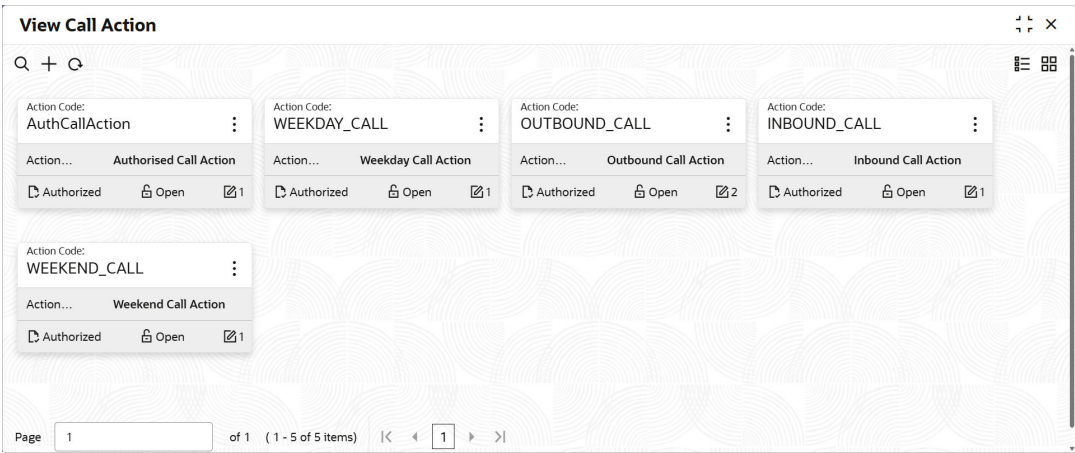 View Call Action
Action Code: Action Code: Action Code: Action Code:
AuthCallAction WEEKDAY_CALL OUTBOUND_CALL INBOUND_CALL
Action... Authorised Call Action Action... Weekday Call Action Action... Outbound Call Action Action... Inbound Call Action
Authorized Open 1 Authorized Open 1 Authorized Open 2 Authorized Open 1
Action Code:
WEEKEND_CALL
Action... Weekend Call Action
Authorized Open 1
Page 1 of 1 ( 1 - 5 of 5 items) 1